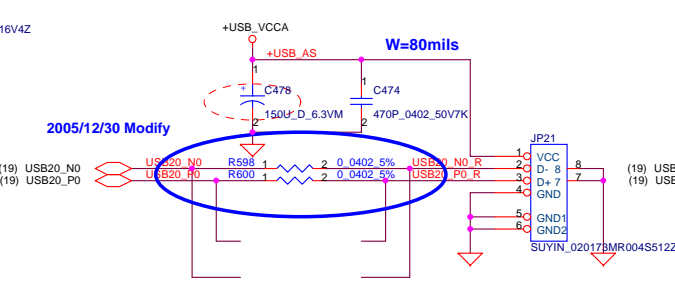 16V4Z
+USB_VCCA
+USB_AS
W=80mils
1
1
C478
C474
+
150U_D_6.3VM
470P_0402_50V7K
2
2
2005/12/30 Modify
JP21
(19) USB20_N0
USB20_N0
R598
1
2
0_0402_5%
USB20_N0_R
1
VCC
2
D-
8
8
(19) USB
(19) USB20_P0
USB20_P0
R600
1
2
0_0402_5%
USB20_P0_R
3
D+
7
7
(19) USB
4
GND
5
GND1
6
GND2
SUYIN_020173MR004S512Z